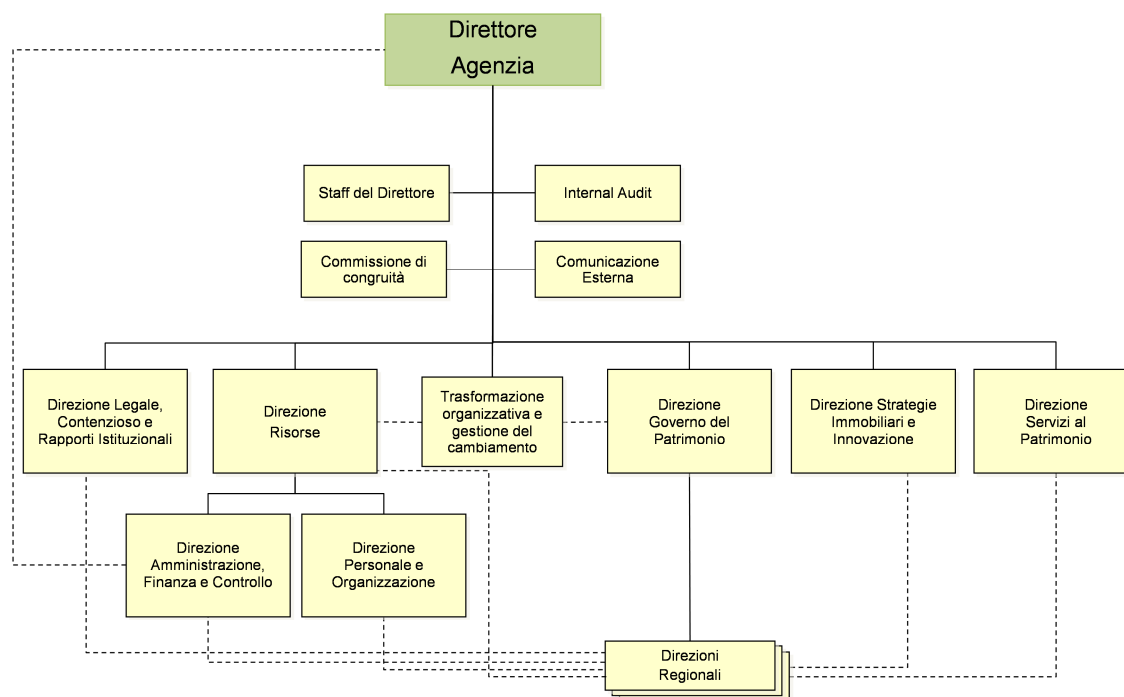 Direttore
Agenzia
Staff del Direttore
Internal Audit
Commissione di
congruità
Comunicazione
Esterna
Direzione Legale,
Contenzioso e
Rapporti Istituzionali
Direzione
Risorse
Trasformazione
organizzativa e
gestione del
cambiamento
Direzione
Governo del
Patrimonio
Direzione Strategie
Immobiliari e
Innovazione
Direzione
Servizi al
Patrimonio
Direzione
Amministrazione,
Finanza e Controllo
Direzione
Personale e
Organizzazione
Direzioni
Regionali